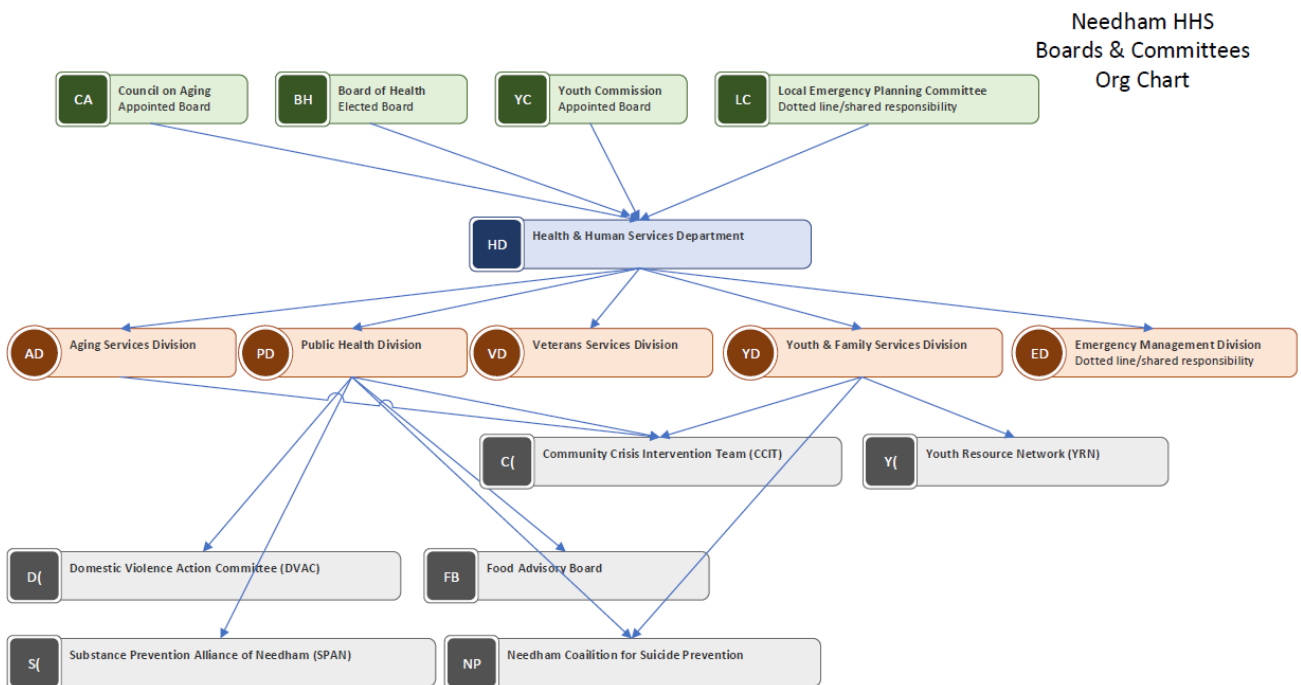 Needham HHS
Boards & Committees
Org Chart
CA
Council on Aging
Appointed Board
BH
Board of Health
Elected Board
YC
Youth Commission
Appointed Board
LC
Local Emergency Planning Committee
Dotted line/shared responsibility
HD
Health & Human Services Department
AD
Aging Services Division
PD
Public Health Division
VD
Veterans Services Division
YD
Youth & Family Services Division
ED
Emergency Management Division
Dotted line/shared responsibility
C(
Community Crisis Intervention Team (CCIT)
Y(
Youth Resource Network (YRN)
D(
Domestic Violence Action Committee (DVAC)
FB
Food Advisory Board
S(
Substance Prevention Alliance of Needham (SPAN)
NP
Needham Coailition for Suicide Prevention